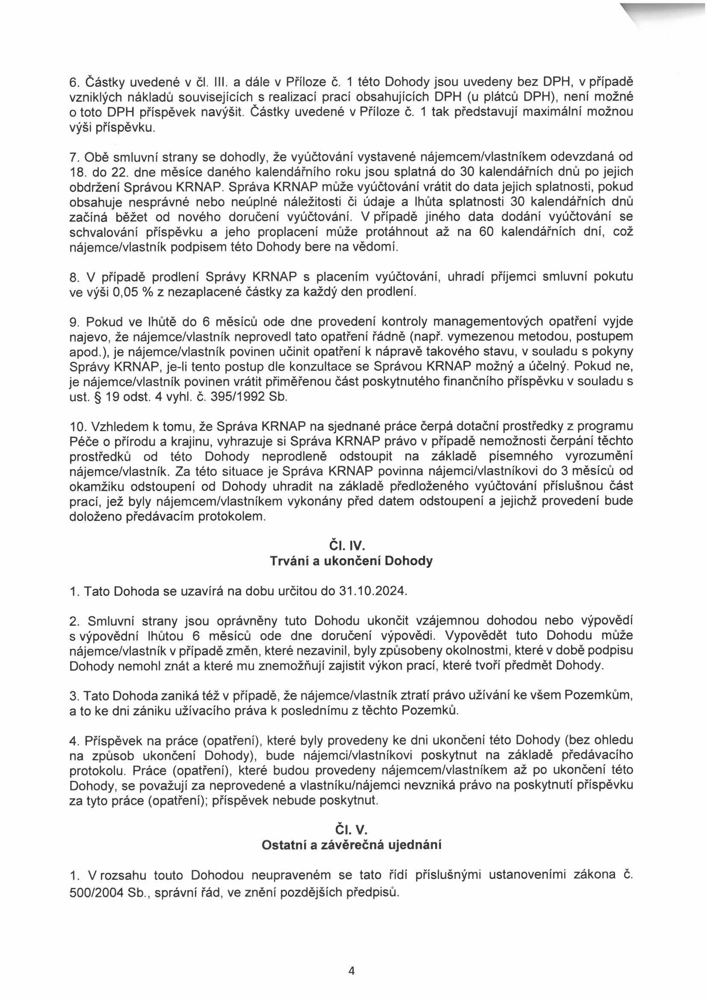 6. Částky uvedené v čl. III. a dále v Příloze č. 1 této Dohody jsou uvedeny bez DPH, v případě
vzniklých nákladů souvisejících s realizací prací obsahujících DPH (u plátců DPH), není možné
o toto DPH příspěvek navýšit. Částky uvedené v Příloze č. 1 tak představují maximální možnou
výši příspěvku.
7. Obě smluvní strany se dohodly, že vyúčtování vystavené nájemcem/vlastníkem odevzdaná od
18. do 22. dne měsíce daného kalendářního roku jsou splatná do 30 kalendářních dnů po jejich
obdržení Správou KRNAP. Správa KRNAP může vyúčtování vrátit do data jejich splatnosti, pokud
obsahuje nesprávné nebo neúplné náležitosti či údaje a lhůta splatnosti 30 kalendářních dnů
začíná běžet od nového doručení vyúčtování. V případě jiného data dodání vyúčtování se
schvalování příspěvku a jeho proplacení může protáhnout až na 60 kalendářních dní, což
nájemce/vlastník podpisem této Dohody bere na vědomí.
8. V případě prodlení Správy KRNAP s placením vyúčtování, uhradí příjemci smluvní pokutu
ve výši 0,05 % z nezaplacené částky za každý den prodlení.
9. Pokud ve lhůtě do 6 měsíců ode dne provedení kontroly managementových opatření vyjde
najevo, že nájemce/vlastník neprovedl tato opatření řádně (např. vymezenou metodou, postupem
apod.), je nájemce/vlastník povinen učinit opatření k nápravě takového stavu, v souladu s pokyny
Správy KRNAP, je-li tento postup dle konzultace se Správou KRNAP možný a účelný. Pokud ne,
je nájemce/vlastník povinen vrátit přiměřenou část poskytnutého finančního příspěvku v souladu s
ust. § 19 odst. 4 vyhl. č. 395/1992 Sb.
10. Vzhledem k tomu, že Správa KRNAP na sjednané práce čerpá dotační prostředky z programu
Péče o přírodu a krajinu, vyhrazuje si Správa KRNAP právo v případě nemožnosti čerpání těchto
prostředků od této Dohody neprodleně odstoupit na základě písemného vyrozumění
nájemce/vlastník. Za této situace je Správa KRNAP povinna nájemci/vlastníkovi do 3 měsíců od
okamžiku odstoupení od Dohody uhradit na základě předloženého vyúčtování příslušnou část
prací, jež byly nájemcem/vlastníkem vykonány před datem odstoupení a jejichž provedení bude
doloženo předávacím protokolem.
Čl. IV.
Trvání a ukončení Dohody
1. Tato Dohoda se uzavírá na dobu určitou do 31.10.2024.
2. Smluvní strany jsou oprávněny tuto Dohodu ukončit vzájemnou dohodou nebo výpovědí
s výpovědní lhůtou 6 měsíců ode dne doručení výpovědi. Vypovědět tuto Dohodu může
nájemce/vlastník v případě změn, které nezavinil, byly způsobeny okolnostmi, které v době podpisu
Dohody nemohl znát a které mu znemožňují zajistit výkon prací, které tvoří předmět Dohody.
3. Tato Dohoda zaniká též v případě, že nájemce/vlastník ztratí právo užívání ke všem Pozemkům,
a to ke dni zániku užívacího práva k poslednímu z těchto Pozemků.
4. Příspěvek na práce (opatření), které byly provedeny ke dni ukončení této Dohody (bez ohledu
na způsob ukončení Dohody), bude nájemci/vlastníkovi poskytnut na základě předávacího
protokolu. Práce (opatření), které budou provedeny nájemcem/vlastníkem až po ukončení této
Dohody, se považují za neprovedené a vlastníku/nájemci nevzniká právo na poskytnutí příspěvku
za tyto práce (opatření); příspěvek nebude poskytnut.
Čl. V.
Ostatní a závěrečná ujednání
1. V rozsahu touto Dohodou neupraveném se tato řídí příslušnými ustanoveními zákona č.
500/2004 Sb., správní řád, ve znění pozdějších předpisů.
4